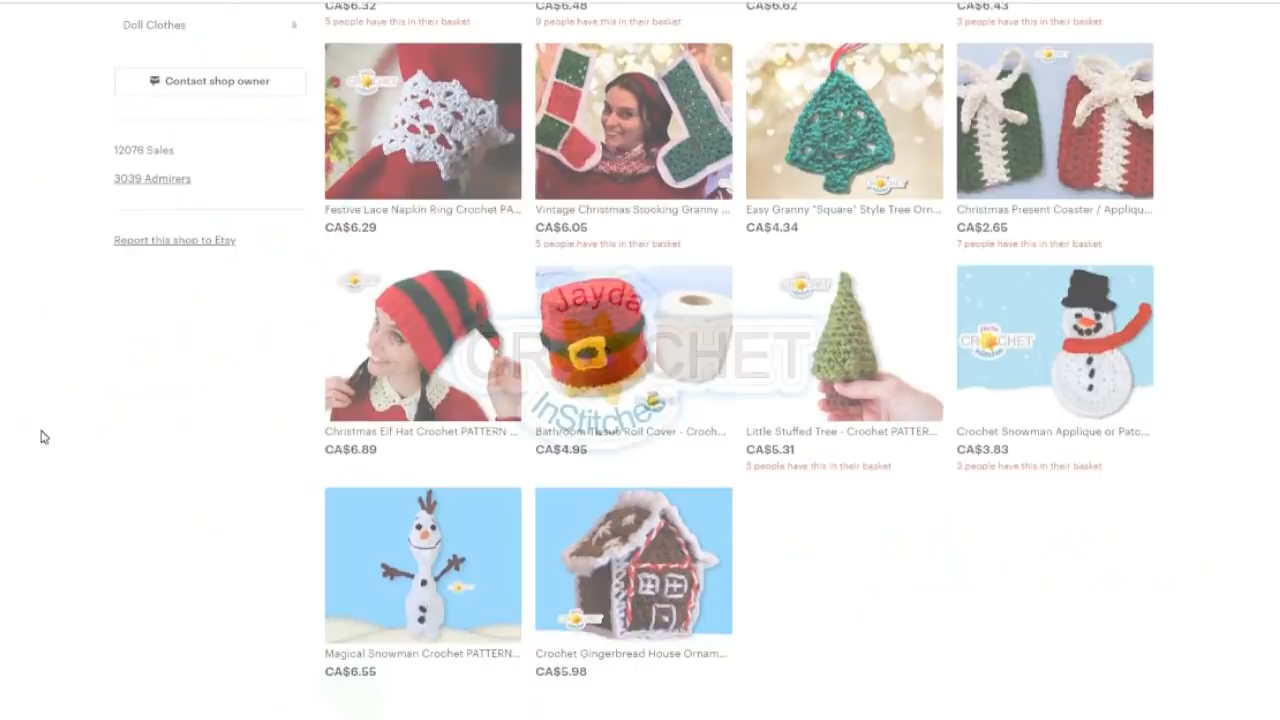 CA$6.32
CA$6.48
CA$6.62
CA$6.43
Doll Clothes
5 people have this in their basket
9 people have this in their basket
3 people have this in their basket
Contact shop owner
12076 Sales
3039 Admirers
Report this shop to Etsy
Festive Lace Napkin Ring Crochet PA...
Vintage Christmas Stocking Granny ...
Easy Granny "Square" Style Tree Orn...
Christmas Present Coaster / Appliqu...
CA$6.29
CA$6.05
CA$4.34
CA$2.65
5 people have this in their basket
7 people have this in their basket
Jayda
CROCHET
InStitches
CROCHET
Christmas Elf Hat Crochet PATTERN ...
Bathroom Tissue Roll Cover - Croch...
Little Stuffed Tree - Crochet PATTER...
Crochet Snowman Applique or Patc...
CA$6.89
CA$4.95
CA$5.31
CA$3.83
5 people have this in their basket
3 people have this in their basket
Magical Snowman Crochet PATTERN...
Crochet Gingerbread House Ornam...
CA$6.55
CA$5.98